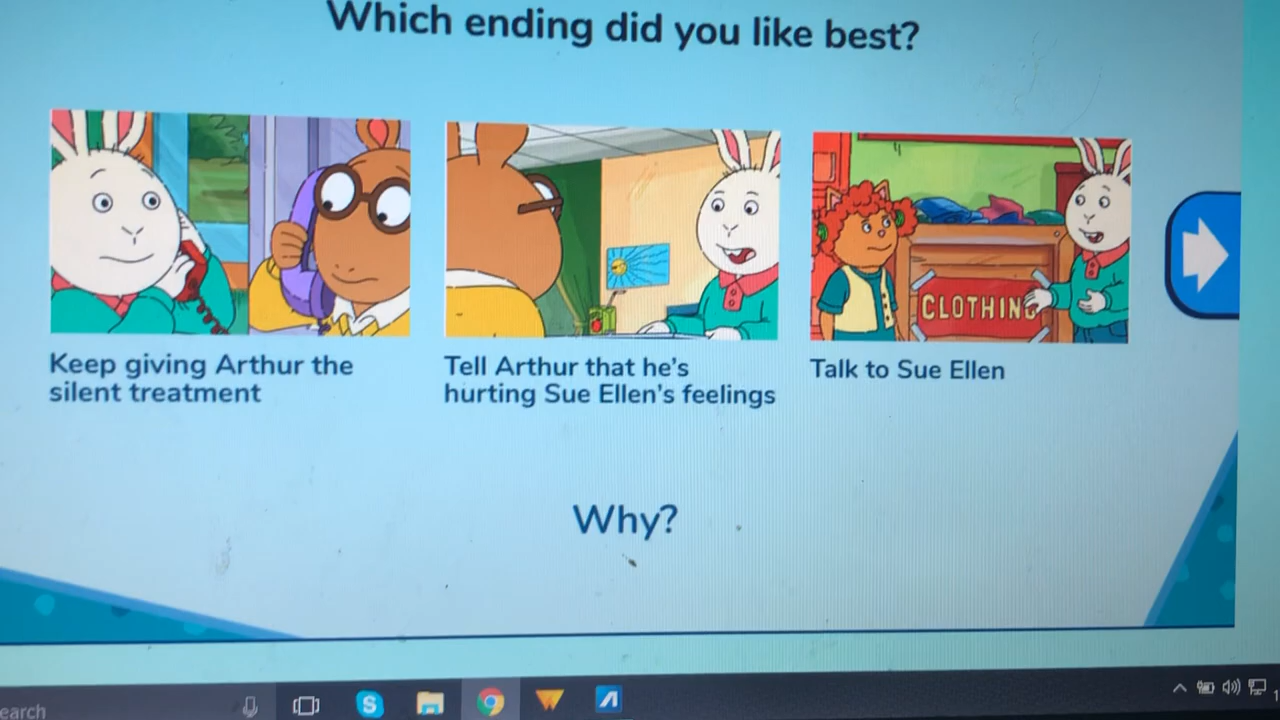 Which ending did you like best?
CLOTHING
Keep giving Arthur the
silent treatment
Tell Arthur that he's
hurting Sue Ellen's feelings
Talk to Sue Ellen
Why?
earch